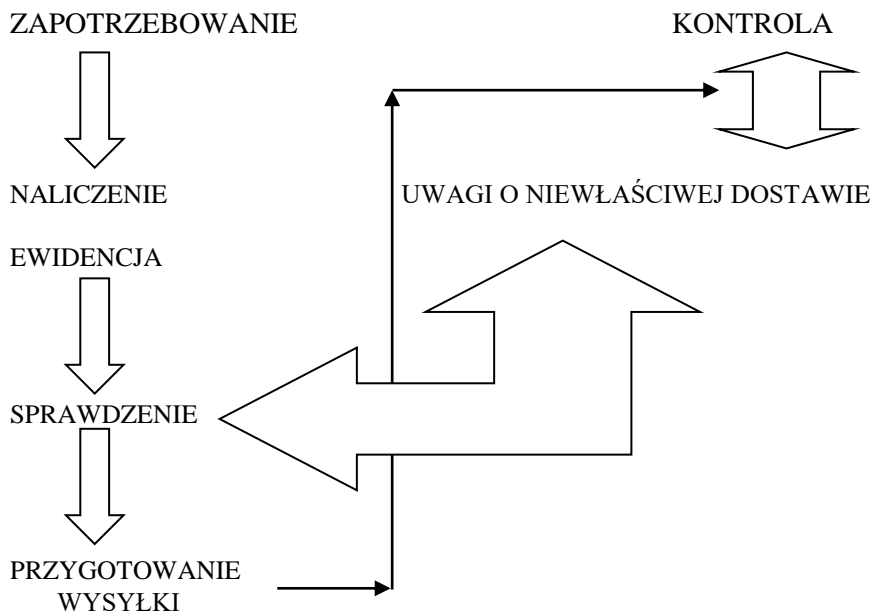 ZAPOTRZEBOWANIE
KONTROLA
NALICZENIE
UWAGI O NIEWŁAŚCIWEJ DOSTAWIE
EWIDENCJA
SPRAWDZENIE
PRZYGOTOWANIE
WYSYŁKI